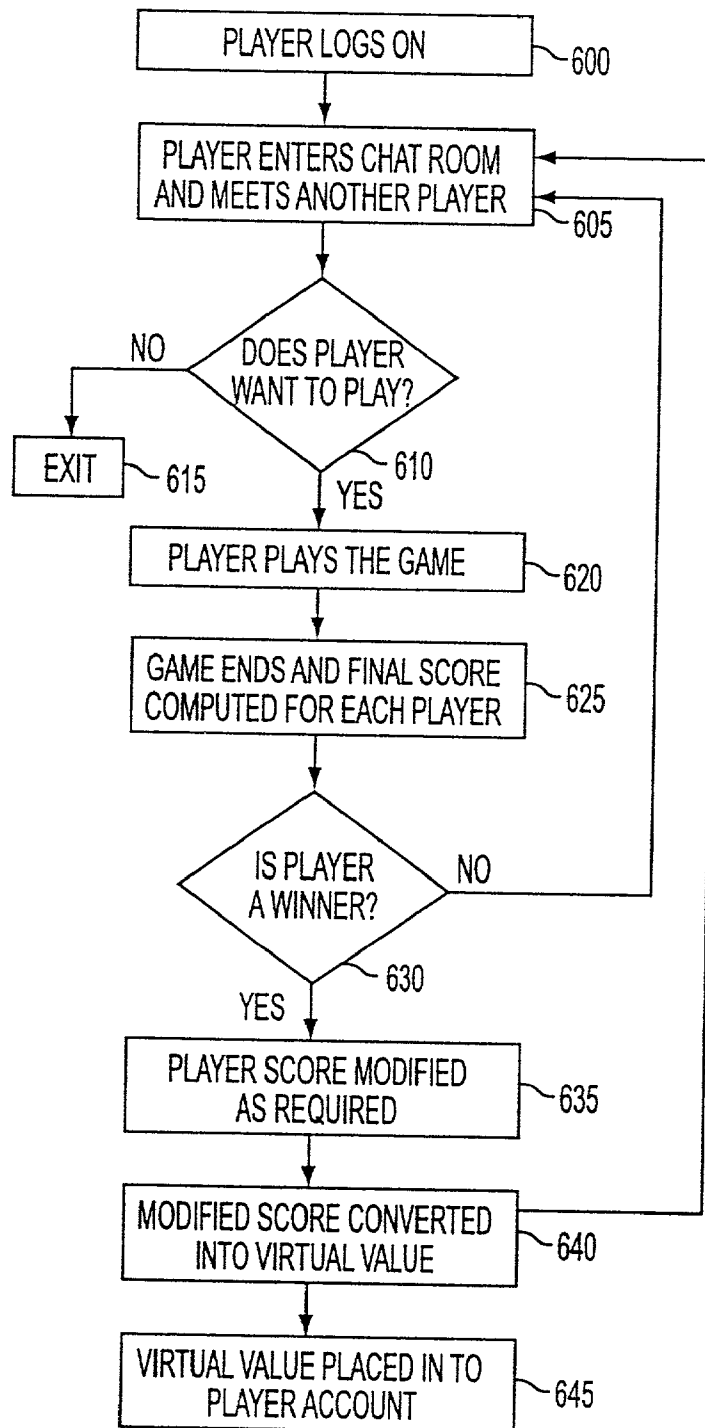 PLAYER LOGS ON
600
PLAYER ENTERS CHAT ROOM
AND MEETS ANOTHER PLAYER
605
NO
DOES PLAYER
WANT TO PLAY?
610
EXIT
615
YES
PLAYER PLAYS THE GAME
620
GAME ENDS AND FINAL SCORE
COMPUTED FOR EACH PLAYER
625
IS PLAYER
A WINNER?
NO
630
YES
PLAYER SCORE MODIFIED
AS REQUIRED
635
MODIFIED SCORE CONVERTED
INTO VIRTUAL VALUE
640
VIRTUAL VALUE PLACED IN TO
PLAYER ACCOUNT
645